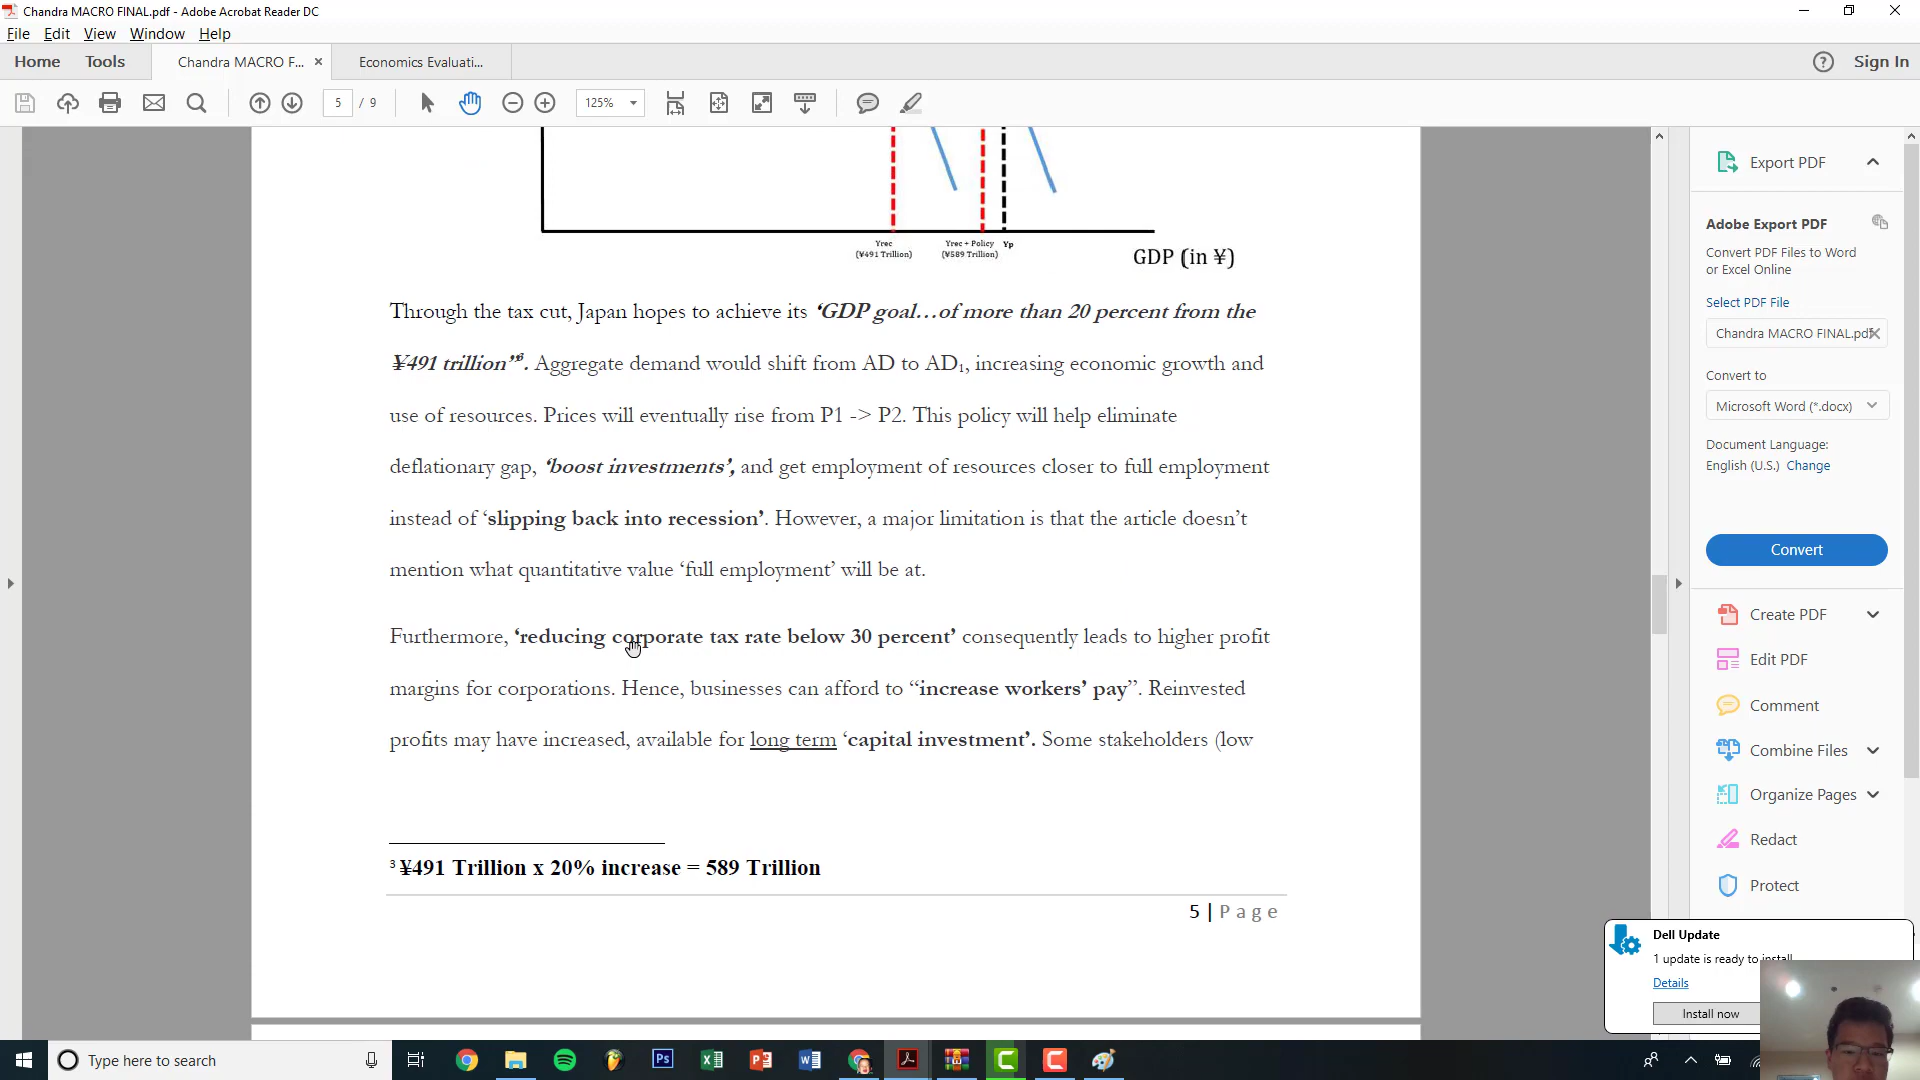 Chandra MACRO FINAL.pdf - Adobe Acrobat Reader DC
File Edit View Window Help
Home Tools Chandra MACRO F... × Economics Evaluati... Sign In
5 / 9 125%
Yrec
(¥491 Trillion)
Yrec + Policy
(¥589 Trillion)
Yp
GDP (in ¥)
Through the tax cut, Japan hopes to achieve its ‘GDP goal…of more than 20 percent from the
¥491 trillion’’³. Aggregate demand would shift from AD to AD₁, increasing economic growth and
use of resources. Prices will eventually rise from P1 -> P2. This policy will help eliminate
deflationary gap, ‘boost investments’, and get employment of resources closer to full employment
instead of ‘slipping back into recession’. However, a major limitation is that the article doesn’t
mention what quantitative value ‘full employment’ will be at.
Furthermore, ‘reducing corporate tax rate below 30 percent’ consequently leads to higher profit
margins for corporations. Hence, businesses can afford to “increase workers’ pay”. Reinvested
profits may have increased, available for long term ‘capital investment’. Some stakeholders (low
³ ¥491 Trillion x 20% increase = 589 Trillion
5 | Page
Export PDF
Adobe Export PDF
Convert PDF Files to Word
or Excel Online
Select PDF File
Chandra MACRO FINAL.pdf
Convert to
Microsoft Word (*.docx)
Document Language:
English (U.S.) Change
Convert
Create PDF
Edit PDF
Comment
Combine Files
Organize Pages
Redact
Protect
Dell Update
1 update is ready to install
Details
Install now
Type here to search